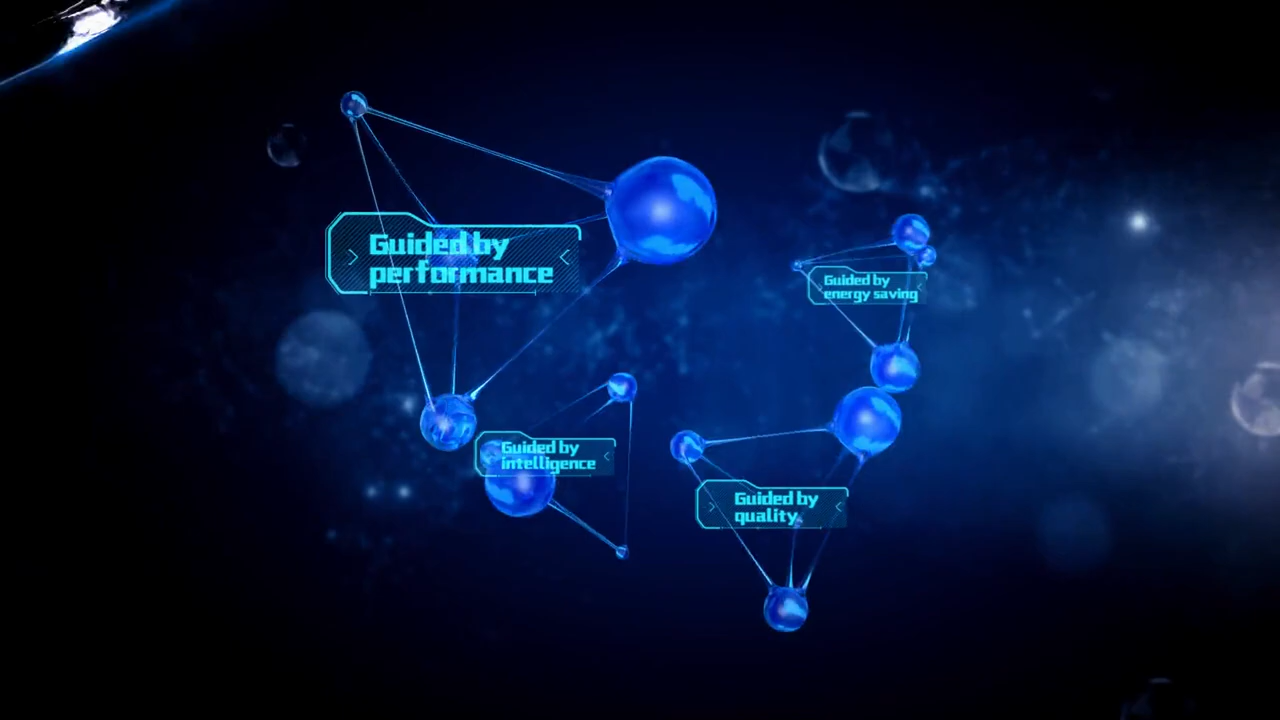 Guided by
performance
Guided by
energy saving
Guided by
intelligence
Guided by
quality